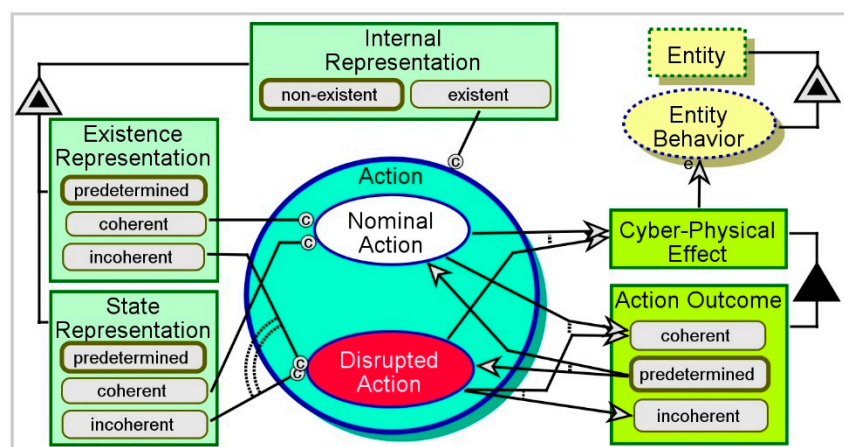 Internal
Representation
non-existent
existent
Entity
Entity
Behavior
e
Existence
Representation
predetermined
coherent
incoherent
c
Action
Nominal
Action
c
c
Cyber-Physical
Effect
State
Representation
predetermined
coherent
incoherent
c
c
Disrupted
Action
Action Outcome
coherent
predetermined
incoherent